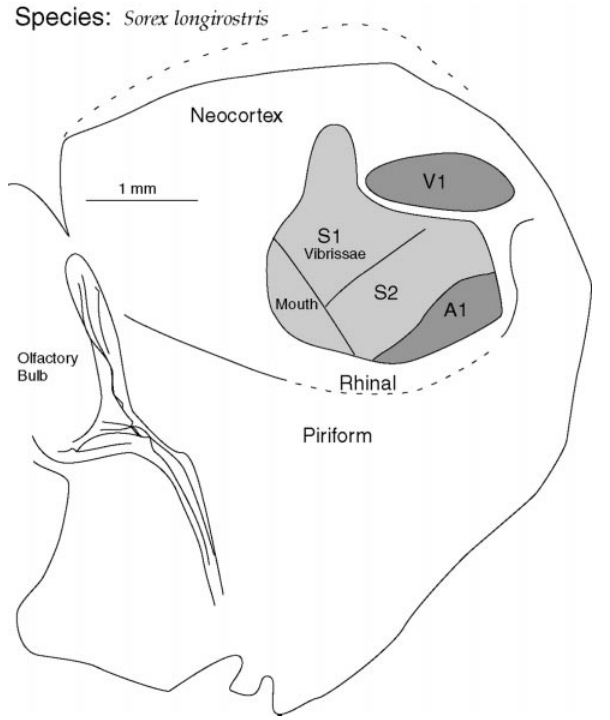 Species: Sorex longirostris
Neocortex
1 mm
V1
S1
Vibrissae
S2
Mouth
A1
Olfactory
Bulb
Rhinal
Piriform